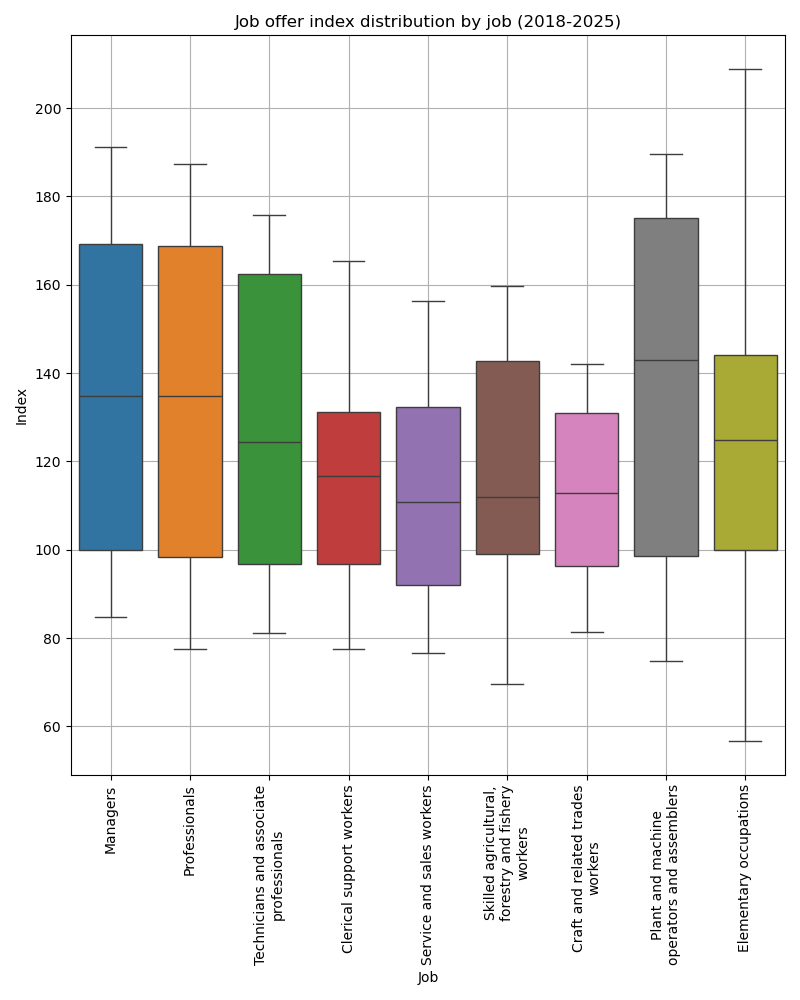 Job offer index distribution by job (2018-2025)
Index
200
180
160
140
120
100
80
60
Managers
Professionals
Technicians and associate
professionals
Clerical support workers
Service and sales workers
Skilled agricultural,
forestry and fishery
workers
Craft and related trades
workers
Plant and machine
operators and assemblers
Elementary occupations
Job